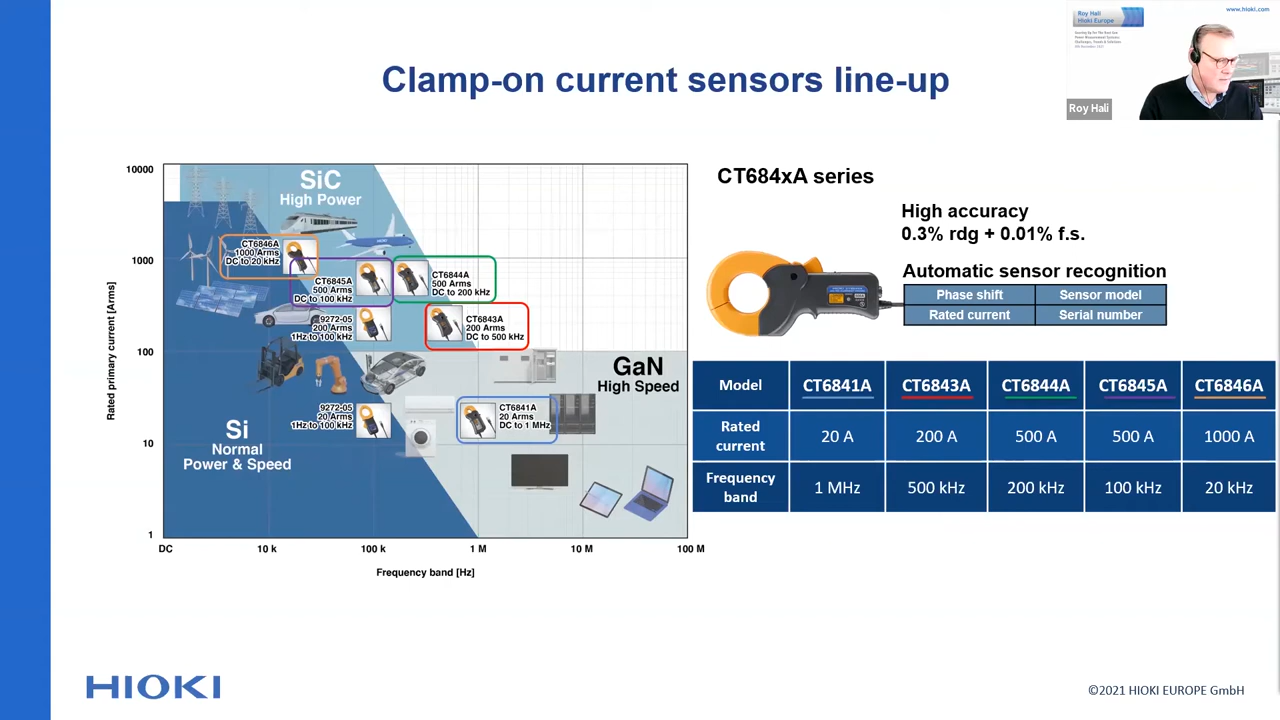 Clamp-on current sensors line-up
Roy Hali
Hioki Europe
www.hioki.com
Roy Hali
10000
1000
100
10
1
Rated primary current [Arms]
DC
10 k
100 k
1 M
10 M
100 M
Frequency band [Hz]
SiC
High Power
CT6846A
1000 Arms
DC to 20 kHz
CT6845A
500 Arms
DC to 100 kHz
CT6844A
500 Arms
DC to 200 kHz
9272-05
200 Arms
1Hz to 100 kHz
CT6843A
200 Arms
DC to 500 kHz
GaN
High Speed
9272-05
20 Arms
1Hz to 100 kHz
CT6841A
20 Arms
DC to 1 MHz
Si
Normal
Power & Speed
CT684xA series
High accuracy
0.3% rdg + 0.01% f.s.
Automatic sensor recognition
Phase shift Sensor model
Rated current Serial number
Model CT6841A CT6843A CT6844A CT6845A CT6846A
Rated current 20 A 200 A 500 A 500 A 1000 A
Frequency band 1 MHz 500 kHz 200 kHz 100 kHz 20 kHz
HIOKI
©2021 HIOKI EUROPE GmbH